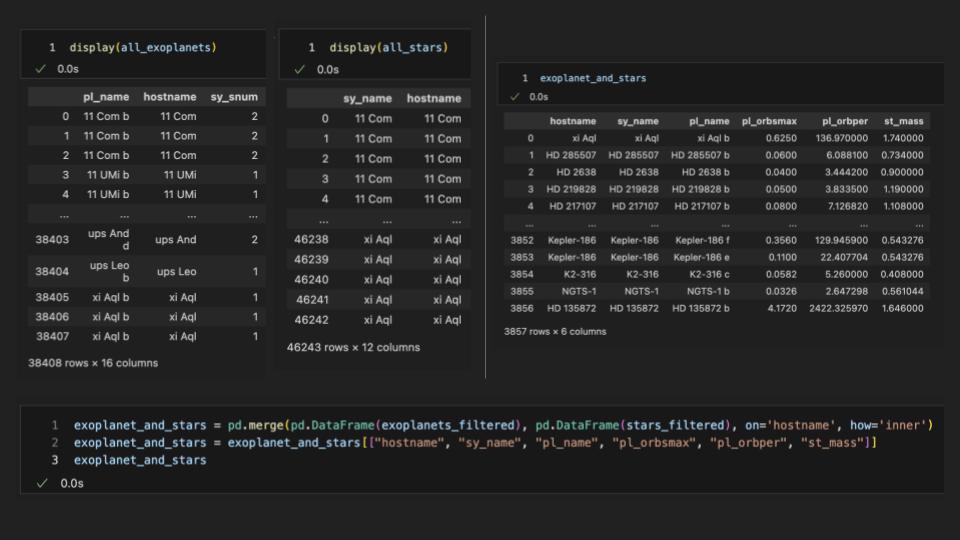 1 display(all_exoplanets)
✓ 0.0s
pl_name hostname sy_snum
0 11 Com b 11 Com 2
1 11 Com b 11 Com 2
2 11 Com b 11 Com 2
3 11 UMi b 11 UMi 1
4 11 UMi b 11 UMi 1
... ... ... ...
38403 ups And d ups And 2
38404 ups Leo b ups Leo 1
38405 xi Aql b xi Aql 1
38406 xi Aql b xi Aql 1
38407 xi Aql b xi Aql 1
38408 rows × 16 columns
1 display(all_stars)
✓ 0.0s
sy_name hostname
0 11 Com 11 Com
1 11 Com 11 Com
2 11 Com 11 Com
3 11 Com 11 Com
4 11 Com 11 Com
... ... ...
46238 xi Aql xi Aql
46239 xi Aql xi Aql
46240 xi Aql xi Aql
46241 xi Aql xi Aql
46242 xi Aql xi Aql
46243 rows × 12 columns
1 exoplanet_and_stars
✓ 0.0s
hostname sy_name pl_name pl_orbsmax pl_orbper st_mass
0 xi Aql xi Aql xi Aql b 0.6250 136.970000 1.740000
1 HD 285507 HD 285507 HD 285507 b 0.0600 6.088100 0.734000
2 HD 2638 HD 2638 HD 2638 b 0.0400 3.444200 0.900000
3 HD 219828 HD 219828 HD 219828 b 0.0500 3.833500 1.190000
4 HD 217107 HD 217107 HD 217107 b 0.0800 7.126820 1.108000
... ... ... ... ... ... ...
3852 Kepler-186 Kepler-186 Kepler-186 f 0.3560 129.945900 0.543276
3853 Kepler-186 Kepler-186 Kepler-186 e 0.1100 22.407704 0.543276
3854 K2-316 K2-316 K2-316 c 0.0582 5.260000 0.408000
3855 NGTS-1 NGTS-1 NGTS-1 b 0.0326 2.647298 0.561044
3856 HD 135872 HD 135872 HD 135872 b 4.1720 2422.325970 1.646000
3857 rows × 6 columns
1 exoplanet_and_stars = pd.merge(pd.DataFrame(exoplanets_filtered), pd.DataFrame(stars_filtered), on='hostname', how='inner')
2 exoplanet_and_stars = exoplanet_and_stars[["hostname", "sy_name", "pl_name", "pl_orbsmax", "pl_orbper", "st_mass"]]
3 exoplanet_and_stars
✓ 0.0s